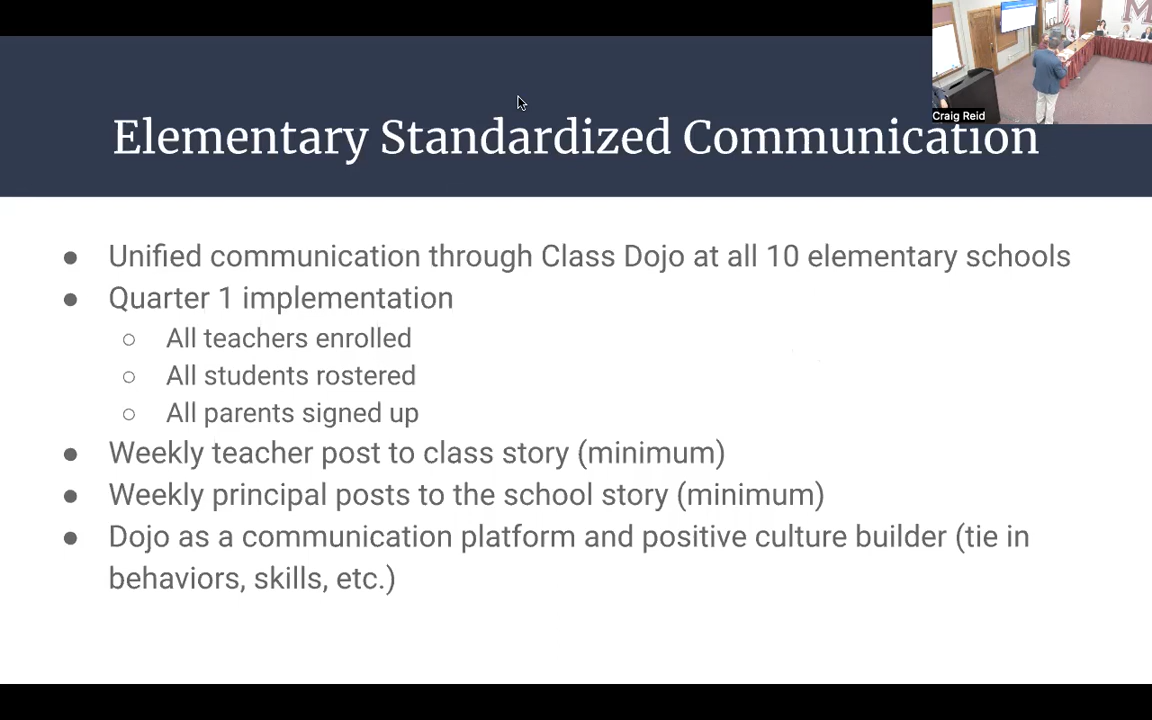 Craig Reid
Elementary Standardized Communication
● Unified communication through Class Dojo at all 10 elementary schools
● Quarter 1 implementation
○ All teachers enrolled
○ All students rostered
○ All parents signed up
● Weekly teacher post to class story (minimum)
● Weekly principal posts to the school story (minimum)
● Dojo as a communication platform and positive culture builder (tie in
behaviors, skills, etc.)